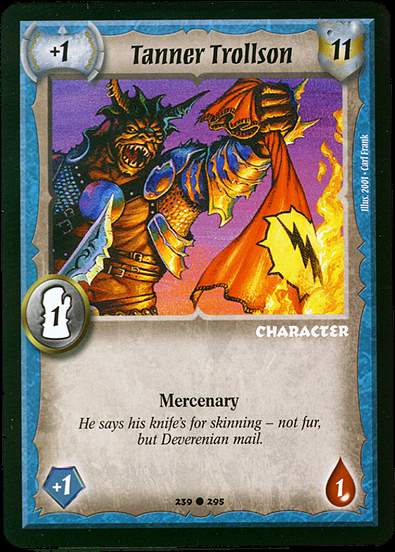 +1
Tanner Trollson
11
Illus. 2001 • Carl Frank
1
CHARACTER
Mercenary
He says his knife's for skinning – not fur,
but Deverenian mail.
+1
239 ● 295
1